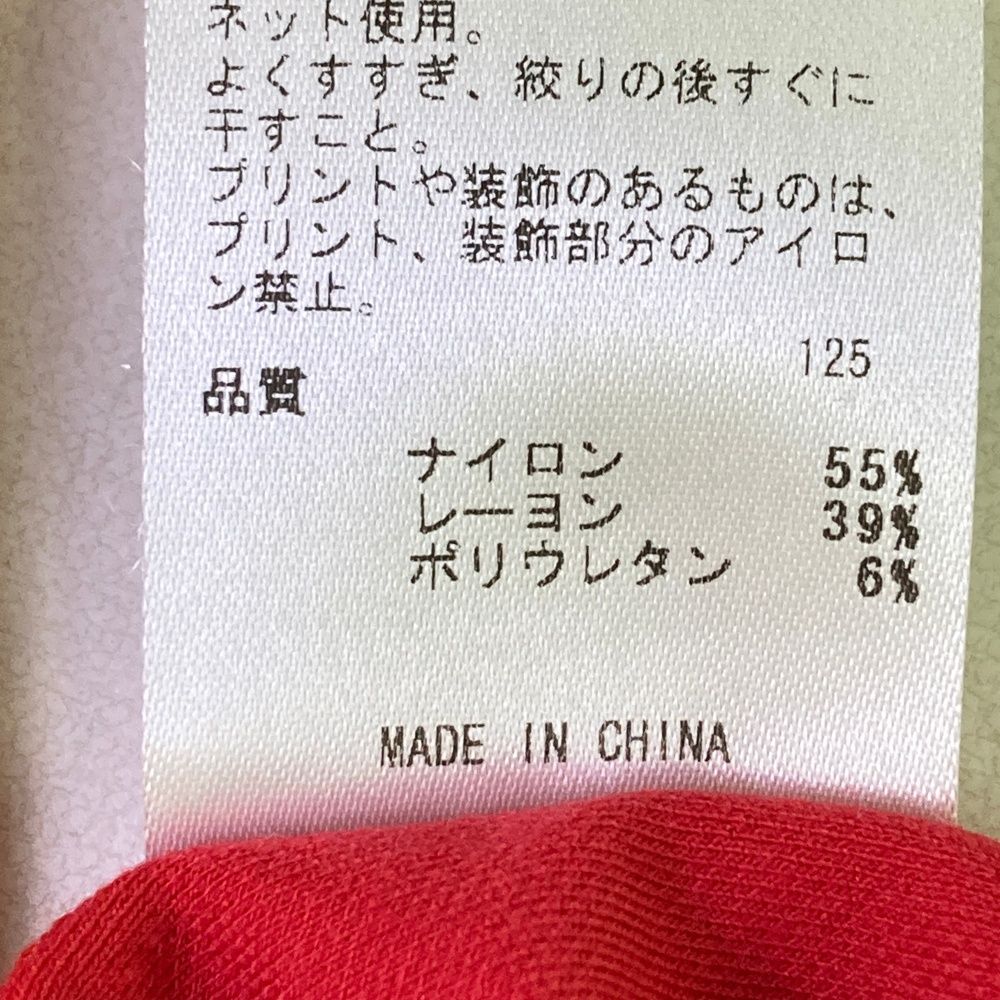 ネット使用。
よくすすぎ、絞りの後すぐに
干すこと。
プリントや装飾のあるものは、
プリント、装飾部分のアイロ
ン禁止。
125
品質
ナイロン 55%
レーヨン 39%
ポリウレタン 6%
MADE IN CHINA